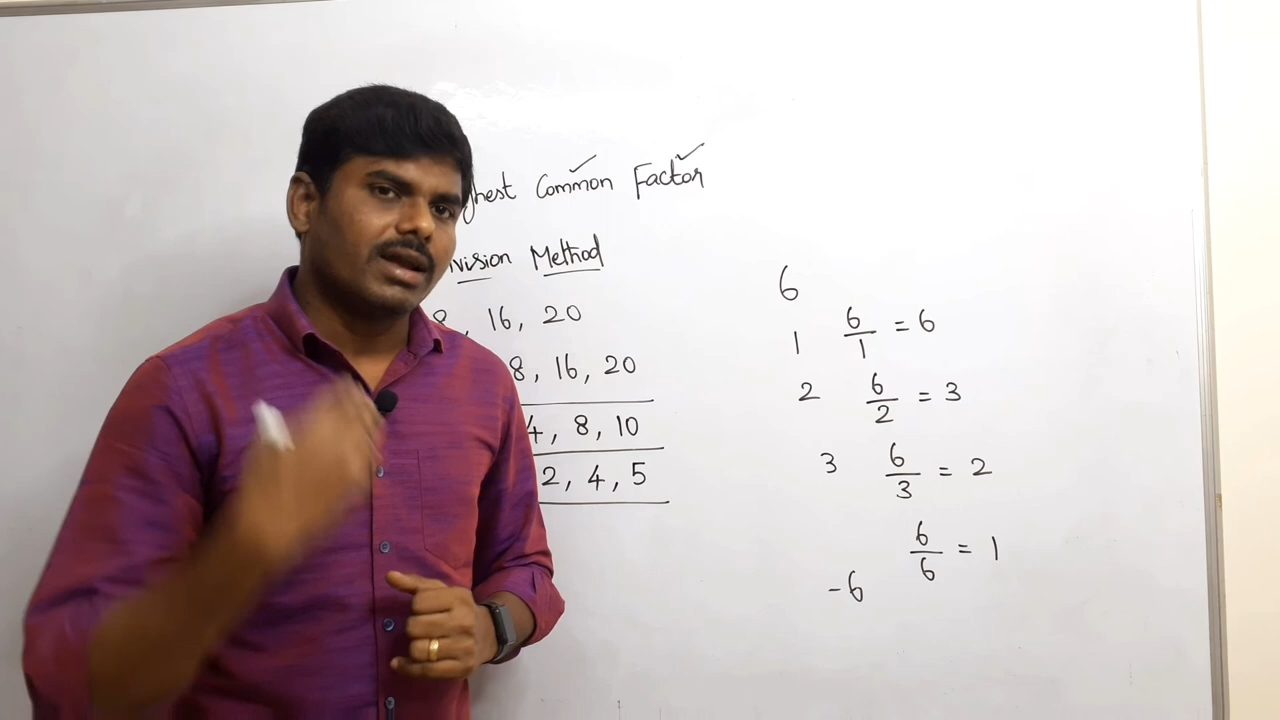 ghest Common Factor
vision Method
8, 16, 20
8, 16, 20
4, 8, 10
2, 4, 5
6
1 6/1 = 6
2 6/2 = 3
3 6/3 = 2
6/6 = 1
-6